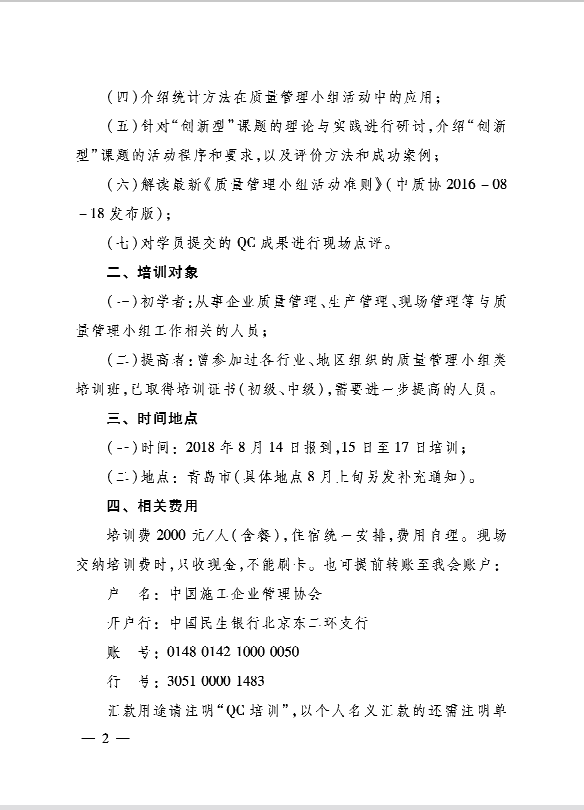 (四)介绍统计方法在质量管理小组活动中的应用;
(五)针对“创新型”课题的理论与实践进行研讨,介绍“创新
型”课题的活动程序和要求,以及评价方法和成功案例;
(六)解读最新《质量管理小组活动准则》(中质协 2016－08
－18 发布版);
(七)对学员提交的 QC 成果进行现场点评。
二、培训对象
(一)初学者:从事企业质量管理、生产管理、现场管理等与质
量管理小组工作相关的人员;
(二)提高者:曾参加过各行业、地区组织的质量管理小组类
培训班,已取得培训证书(初级、中级),需要进一步提高的人员。
三、时间地点
(一)时间: 2018 年 8 月 14 日报到,15 日至 17 日培训;
(二)地点: 青岛市(具体地点 8 月上旬另发补充通知)。
四、相关费用
培训费 2000 元/人(含餐),住宿统一安排,费用自理。现场
交纳培训费时,只收现金,不能刷卡。也可提前转账至我会账户:
户 名: 中国施工企业管理协会
开户行: 中国民生银行北京东二环支行
账 号: 0148 0142 1000 0050
行 号: 3051 0000 1483
汇款用途请注明“QC 培训”,以个人名义汇款的还需注明单
— 2 —